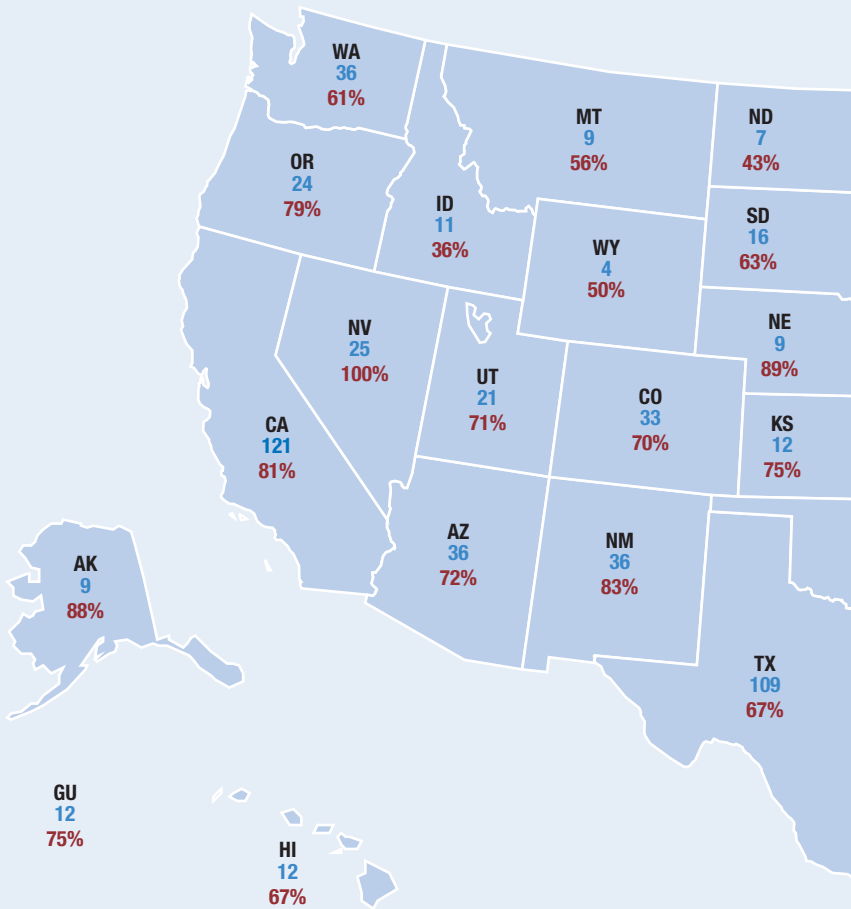 WA
36
61%
MT
9
56%
ND
7
43%
OR
24
79%
ID
11
36%
SD
16
63%
WY
4
50%
NV
25
100%
NE
9
89%
UT
21
71%
CO
33
70%
CA
121
81%
KS
12
75%
AZ
36
72%
NM
36
83%
AK
9
88%
TX
109
67%
GU
12
75%
HI
12
67%